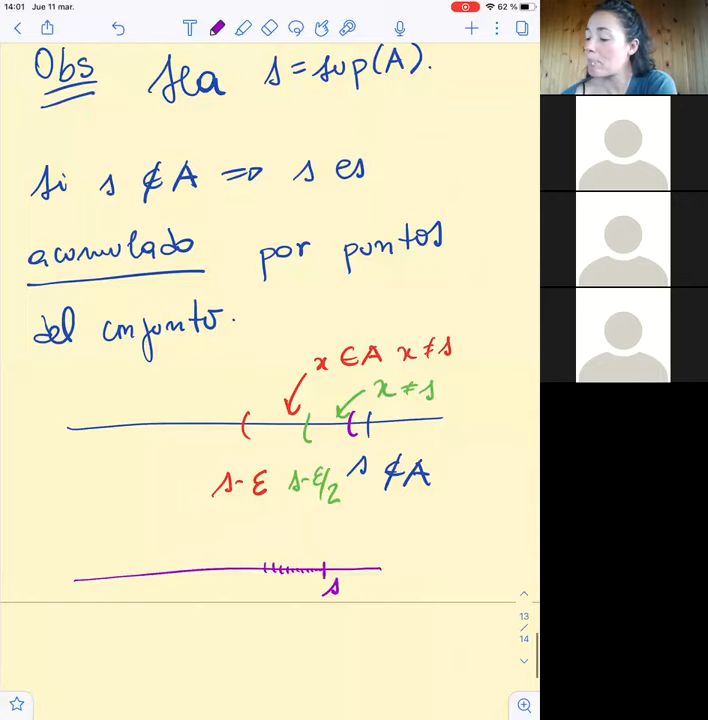 14:01 Jue 11 mar.
62 %
Obs Sea s = sup(A).
Si s ∉ A ⇒ s es
acumulado por puntos
del conjunto.
x ∈ A x ≠ s
x ≠ s
s-ε s-ε/2 s ∉ A
s
13
/
14